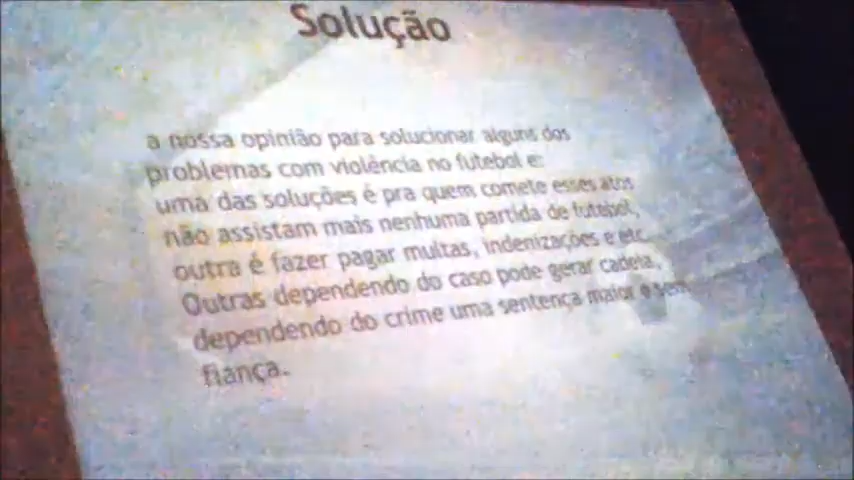 Solução
a nossa opinião para solucionar alguns dos
problemas com violência no futebol e:
uma das soluções é pra quem comete esses atos
não assistam mais nenhuma partida de futebol,
outra é fazer pagar multas, indenizações e etc.
Outras dependendo do caso pode gerar cadeia,
dependendo do crime uma sentença maior e sem
fiança.